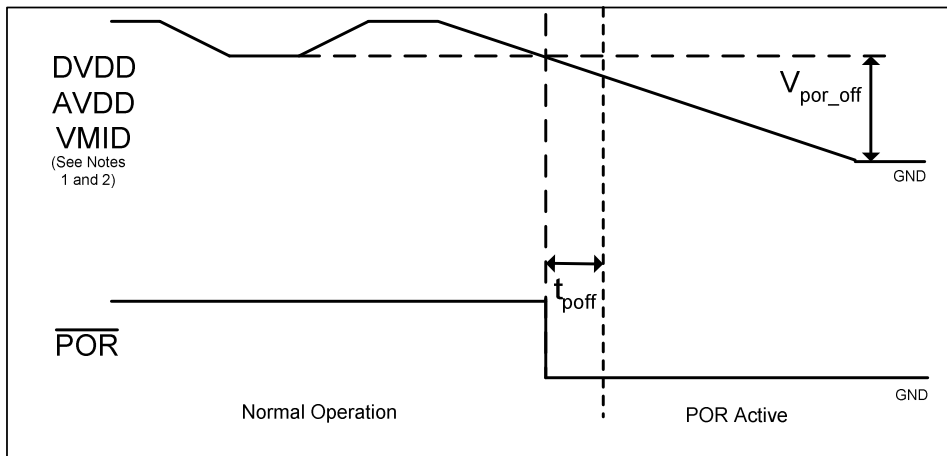 DVDD
AVDD
VMID
(See Notes
1 and 2)
V por_off
GND
t poff
POR
GND
Normal Operation
POR Active